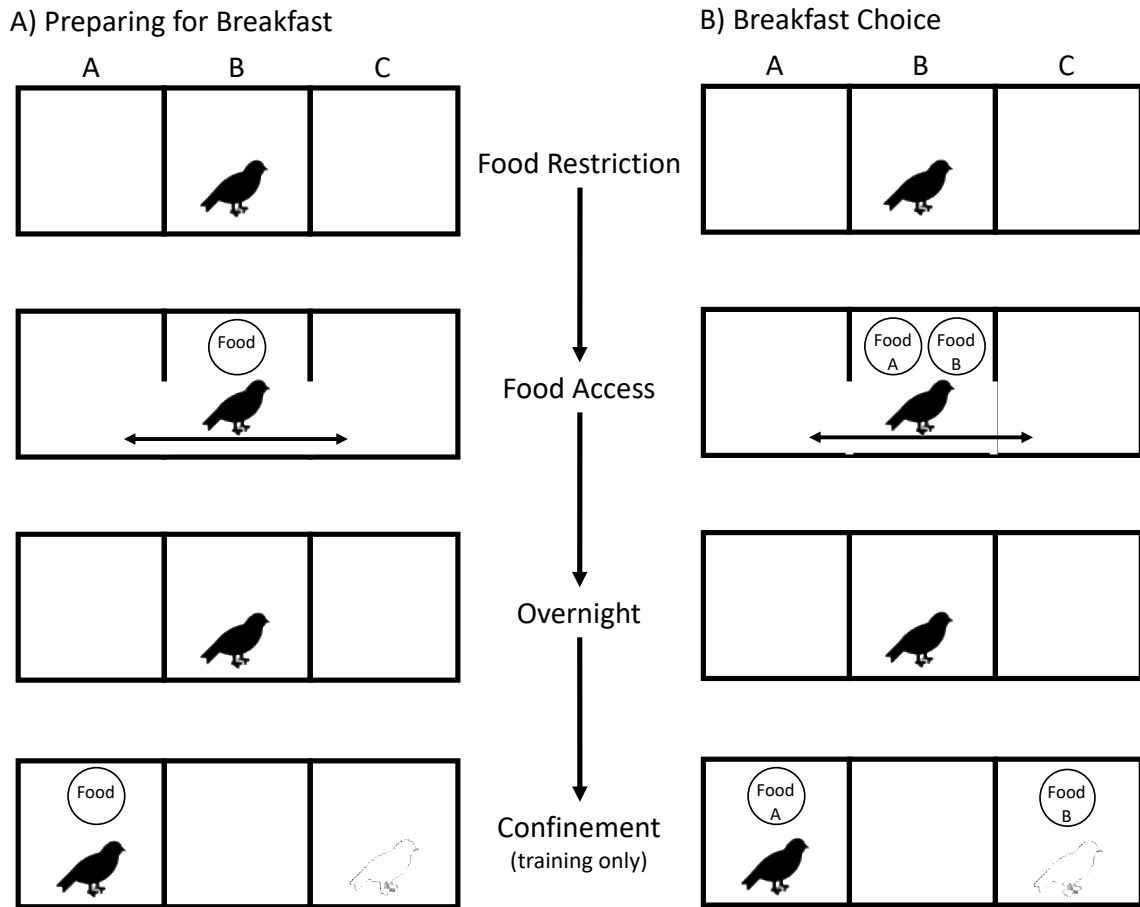 A) Preparing for Breakfast
B) Breakfast Choice
A B C
A B C
Food Restriction
Food
Food
A
Food
B
Food Access
Overnight
Food
Food
A
Food
B
Confinement
(training only)